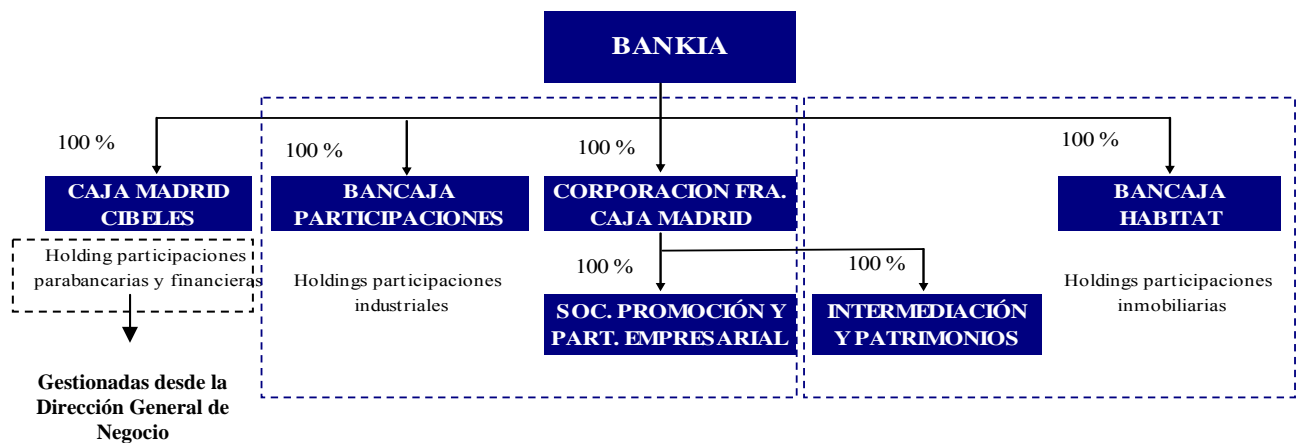 BANKIA
100 %
100 %
100 %
100 %
CAJA MADRID
CIBELES
BANCAJA
PARTICIPACIONES
CORPORACION FRA.
CAJA MADRID
BANCAJA
HABITAT
Holding participaciones
parabancarias y financieras
Holdings participaciones
industriales
100 %
100 %
Holdings participaciones
inmobiliarias
SOC. PROMOCIÓN Y
PART. EMPRESARIAL
INTERMEDIACIÓN
Y PATRIMONIOS
Gestionadas desde la
Dirección General de
Negocio